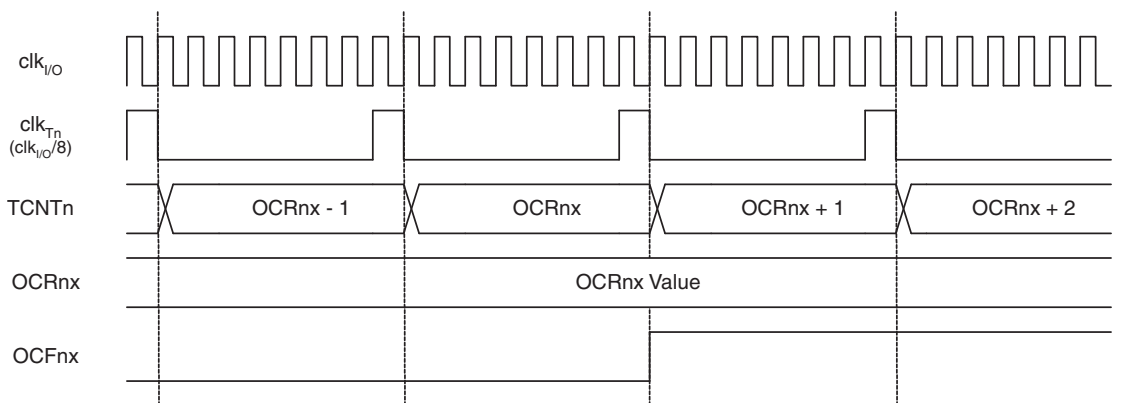 clkI/O
clkTn
(clkI/O/8)
TCNTn
OCRnx - 1
OCRnx
OCRnx + 1
OCRnx + 2
OCRnx
OCRnx Value
OCFnx